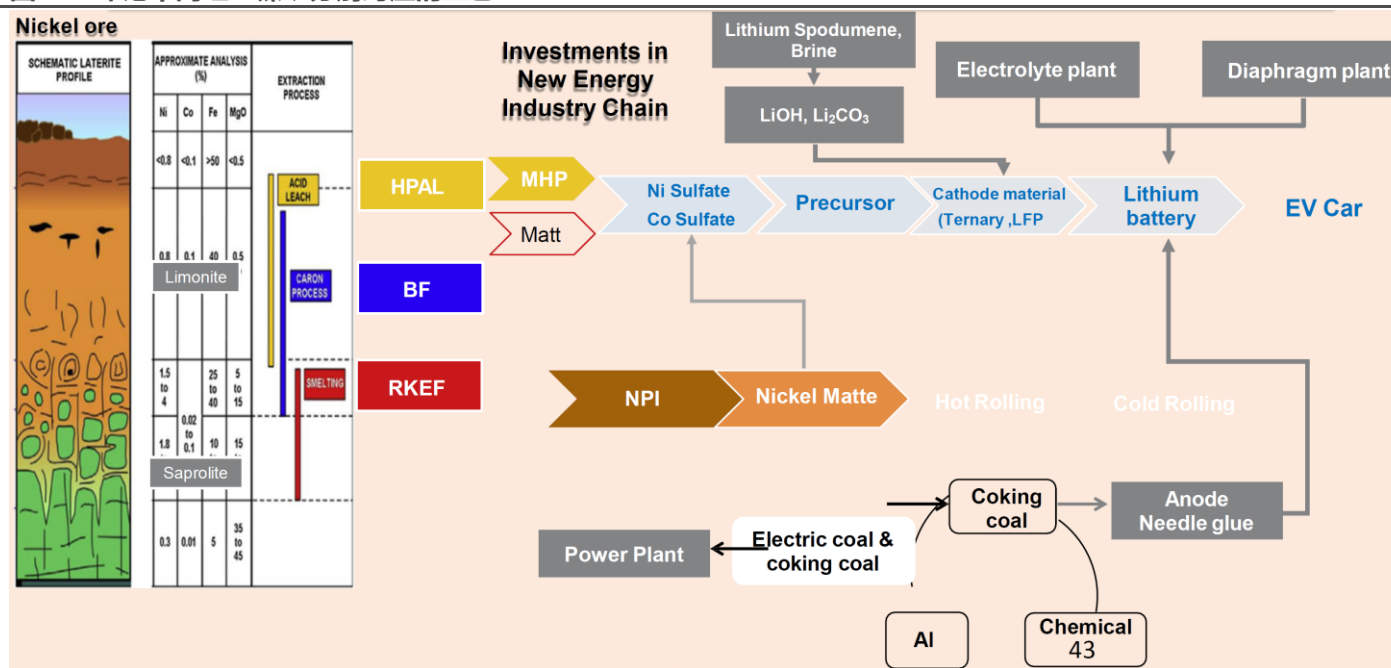 Nickel ore
SCHEMATIC LATERITE
PROFILE
APPROXIMATE ANALYSIS
(%)
EXTRACTION
PROCESS
Ni Co Fe MgO
<0.8 <0.1 >50 <0.5
0.8 0.1 40 0.5
Limonite
1.5
to
4
25
to
40
5
to
15
0.02
to
0.1
1.8 10 15
Saprolite
0.3 0.01 5
35
to
45
ACID
LEACH
CARON
PROCESS
SMELTING
HPAL
BF
RKEF
Investments in
New Energy
Industry Chain
Lithium Spodumene,
Brine
LiOH, Li₂CO₃
Electrolyte plant
Diaphragm plant
MHP
Matt
Ni Sulfate
Co Sulfate
Precursor
Cathode material
(Ternary ,LFP
Lithium
battery
EV Car
NPI
Nickel Matte
Hot Rolling
Cold Rolling
Power Plant
Electric coal &
coking coal
Coking
coal
Anode
Needle glue
Al
Chemical
43